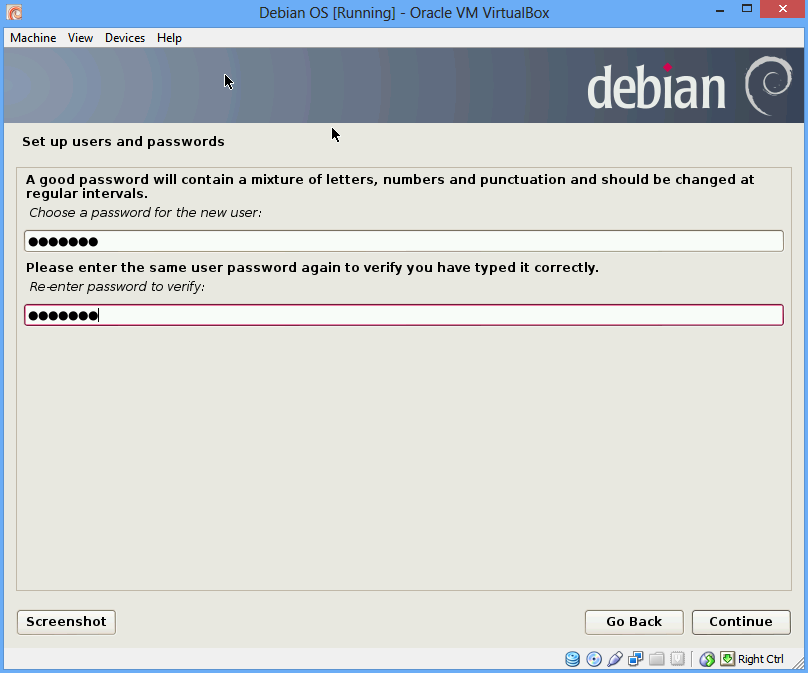 Debian OS [Running] - Oracle VM VirtualBox
Machine View Devices Help
debian
Set up users and passwords
A good password will contain a mixture of letters, numbers and punctuation and should be changed at
regular intervals.
Choose a password for the new user:
●●●●●●●
Please enter the same user password again to verify you have typed it correctly.
Re-enter password to verify:
●●●●●●●
Screenshot Go Back Continue
Right Ctrl